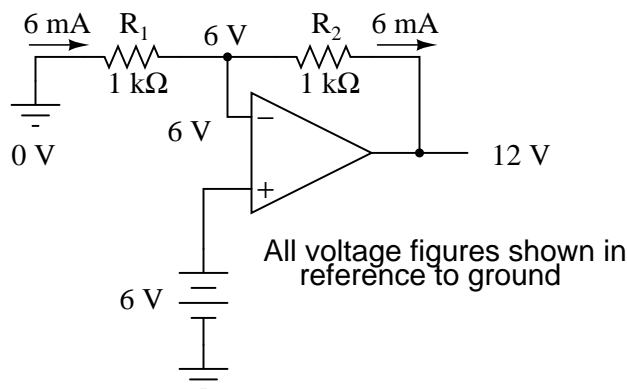 6 mA R1 6 V R2 6 mA
1 kΩ 1 kΩ
6 V −
0 V 12 V
+
All voltage figures shown in
reference to ground
6 V